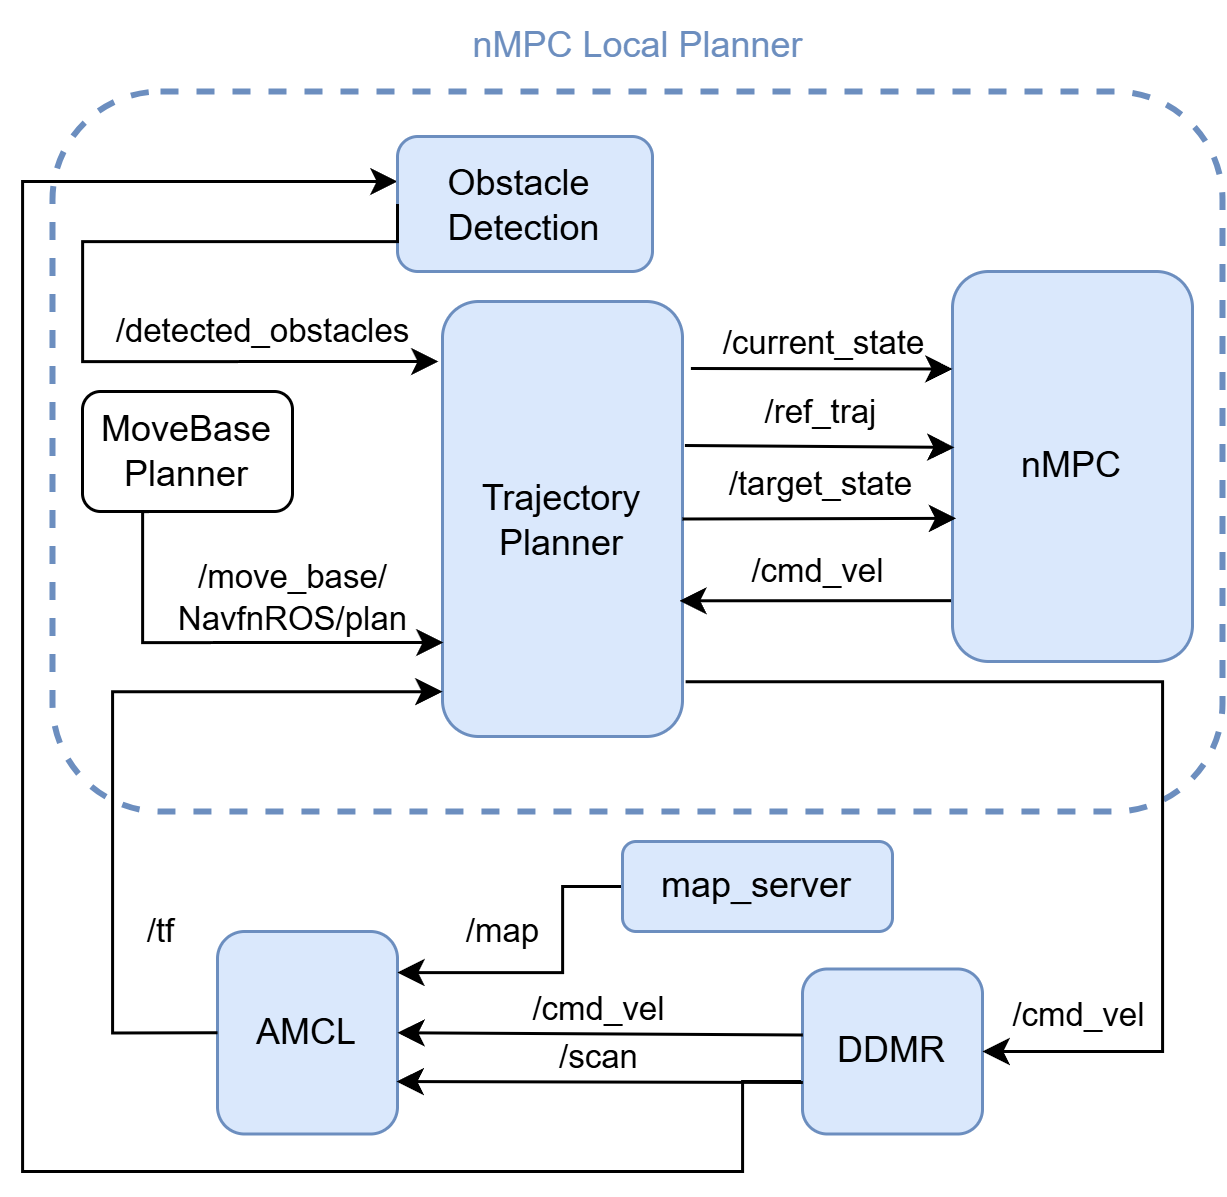 nMPC Local Planner
Obstacle
Detection
/detected_obstacles
MoveBase
Planner
/move_base/
NavfnROS/plan
Trajectory
Planner
/current_state
/ref_traj
/target_state
/cmd_vel
nMPC
map_server
/tf
/map
AMCL
/cmd_vel
/scan
DDMR
/cmd_vel